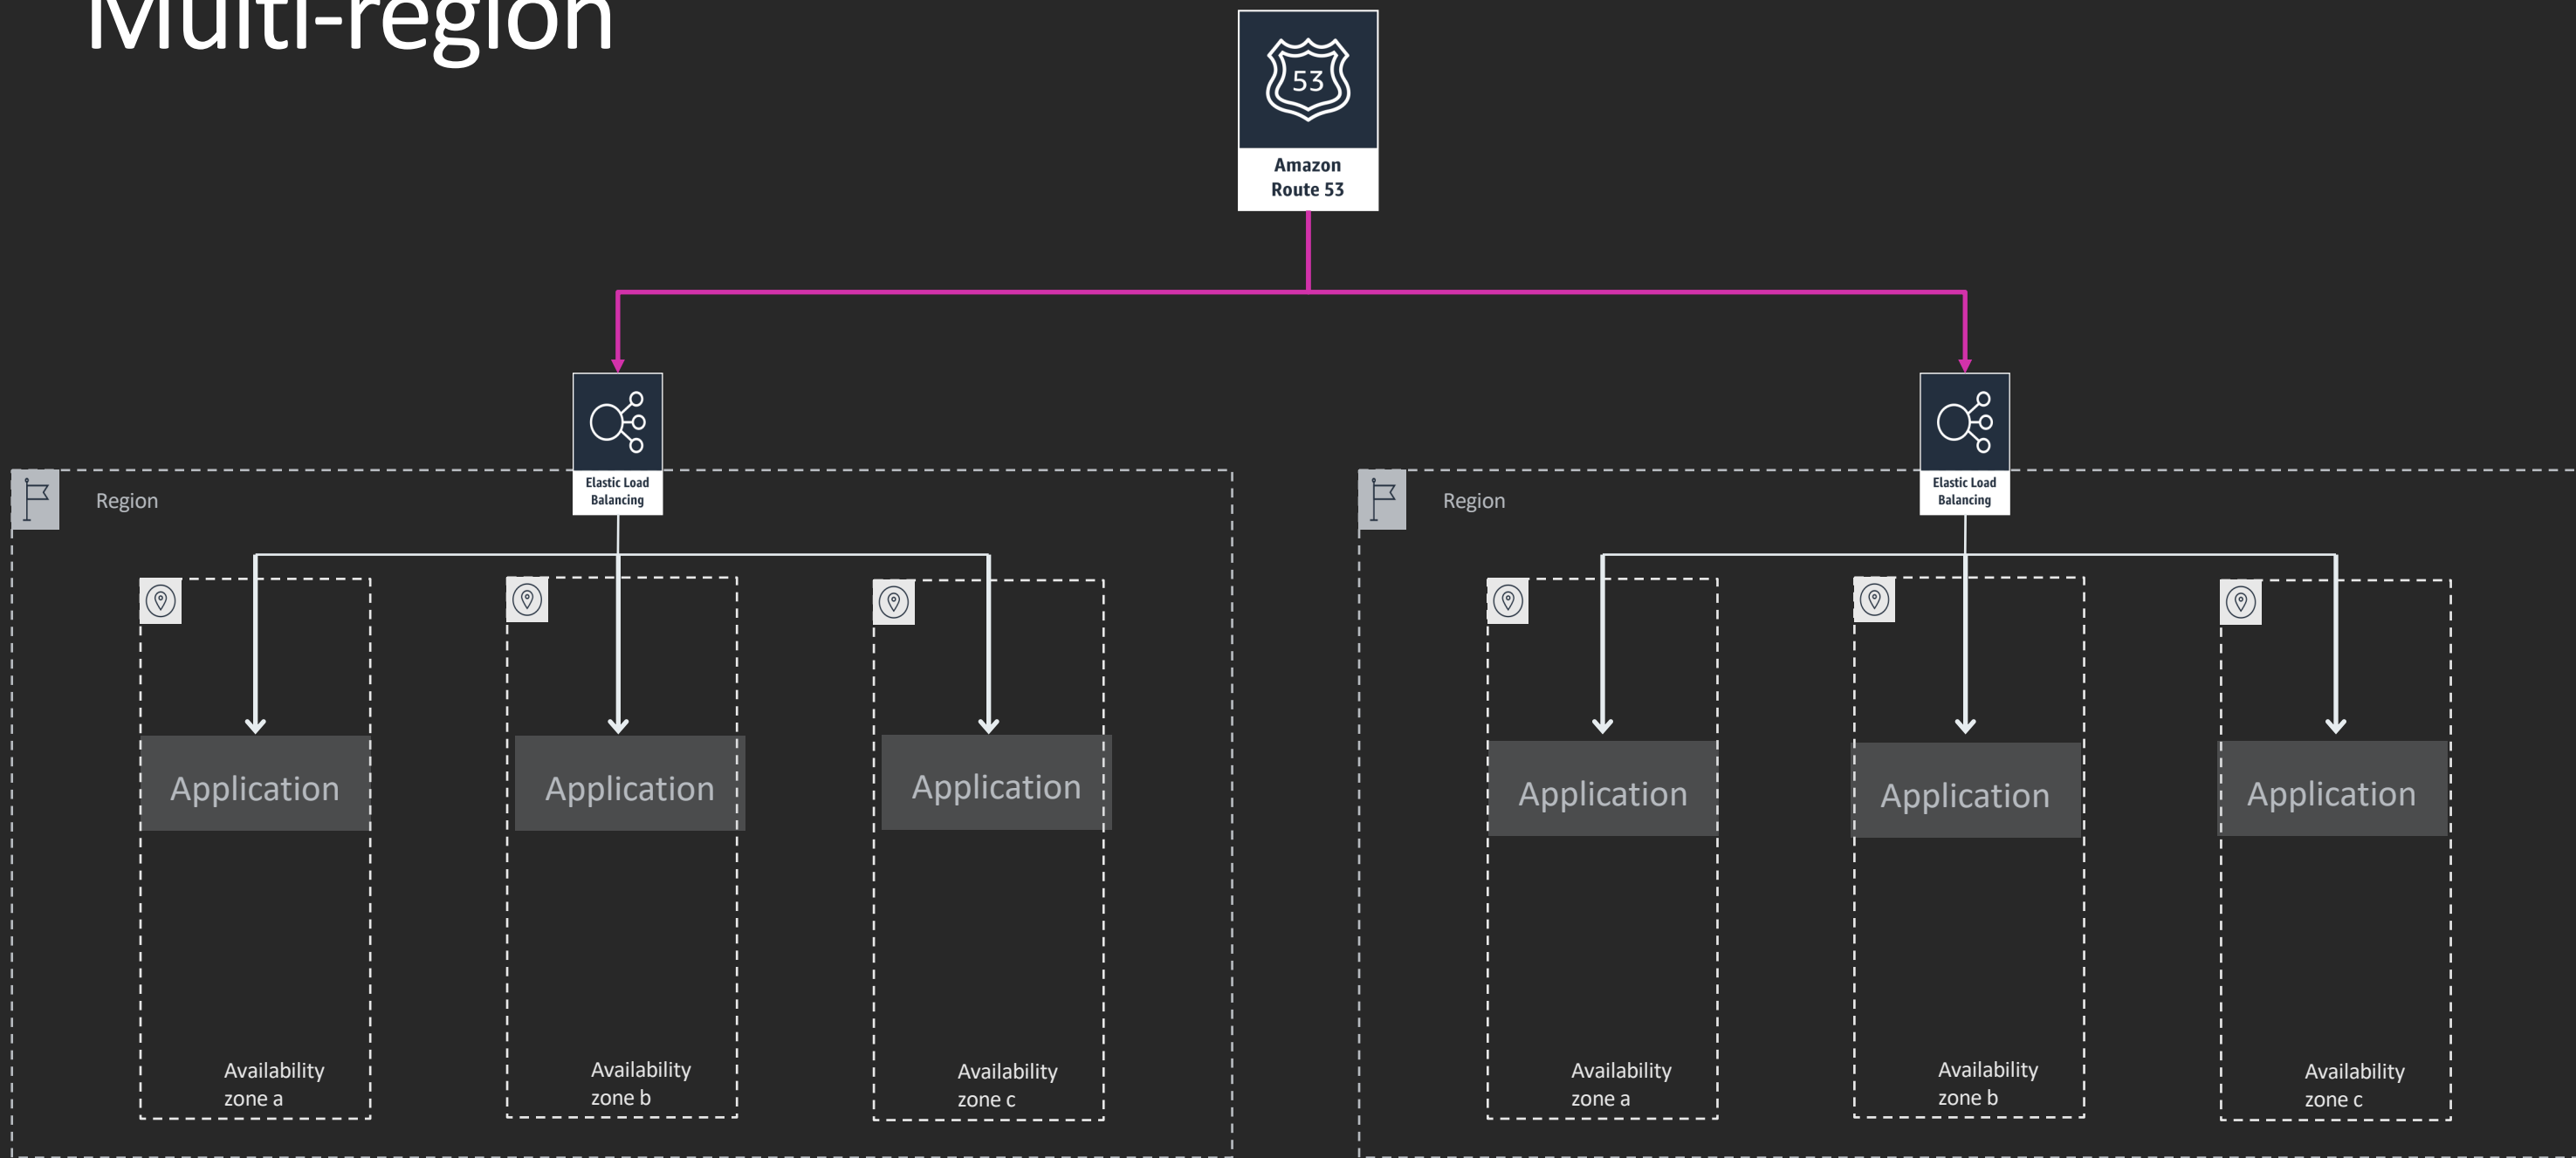 Multi-region
53
Amazon
Route 53
Elastic Load
Balancing
Elastic Load
Balancing
Region
Region
Application
Application
Application
Application
Application
Application
Availability
zone a
Availability
zone b
Availability
zone c
Availability
zone a
Availability
zone b
Availability
zone c